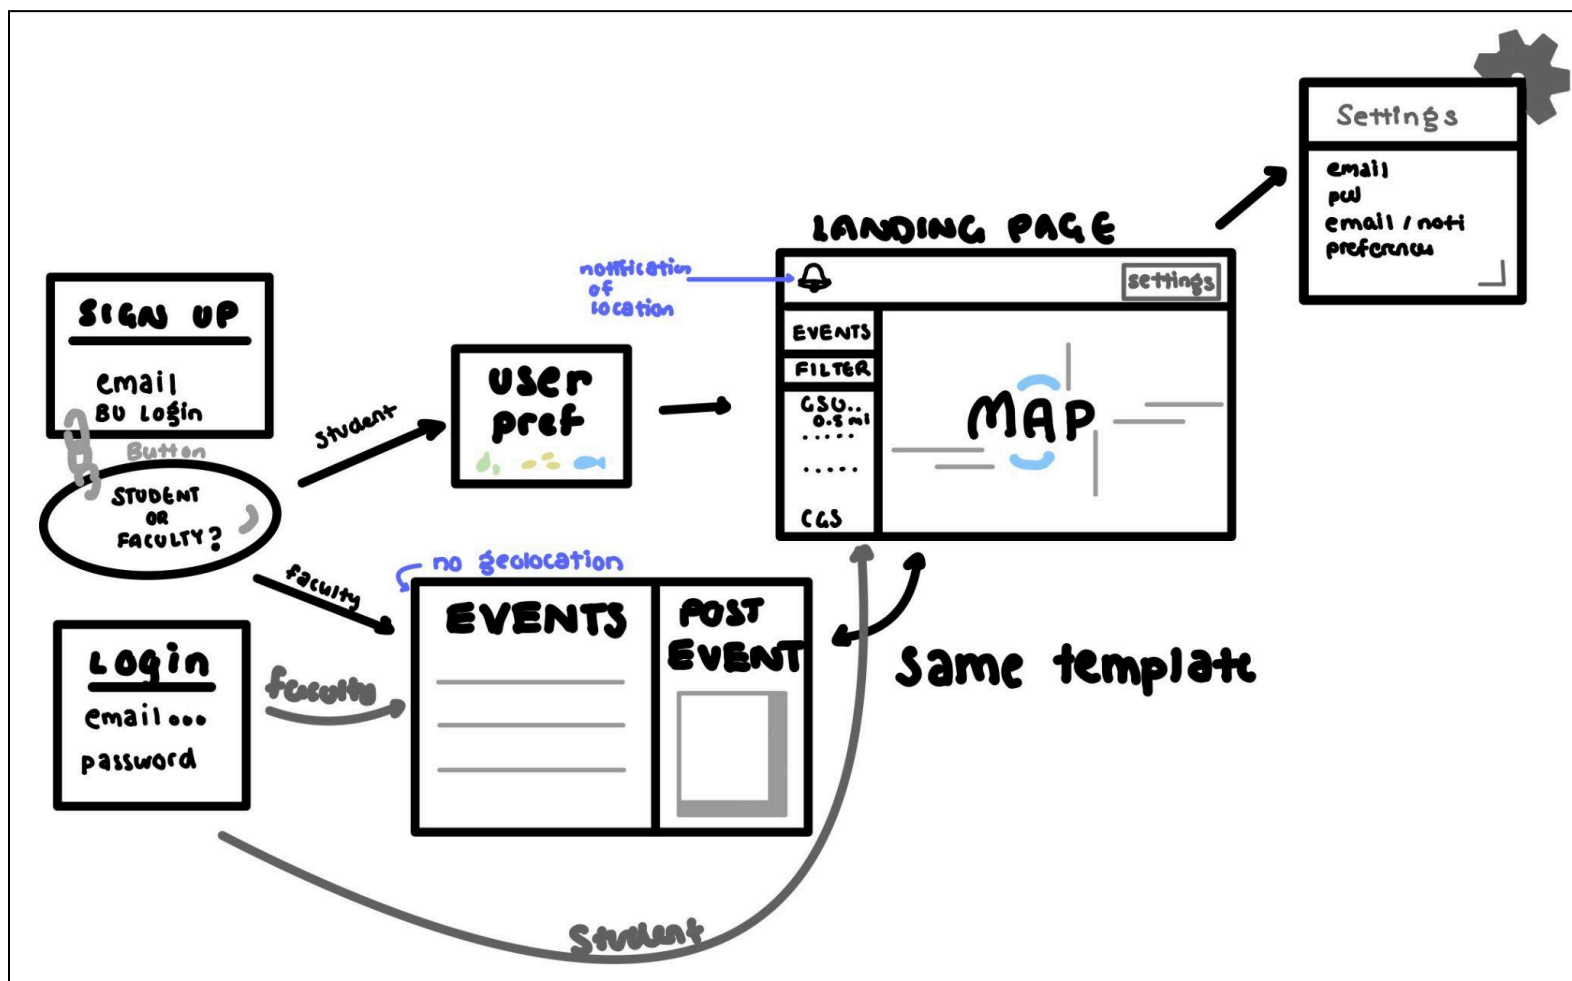 Settings
email
pw
email / noti
preferences
LANDING PAGE
notification
of
location
settings
EVENTS
FILTER
GSU..
0.5 mi
.....
.....
CGS
MAP
SIGN UP
email
BU Login
Button
STUDENT
OR
FACULTY?
student
user
pref
faculty
no geolocation
EVENTS
POST
EVENT
Same template
Login
email...
password
faculty
Student